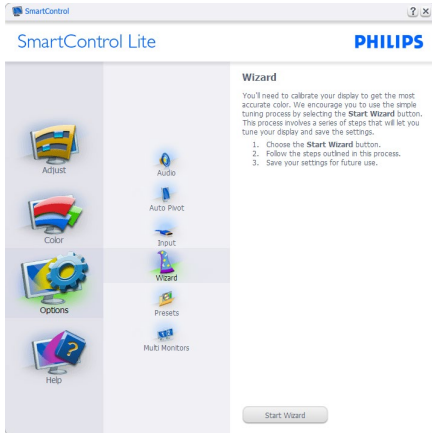 SmartControl
SmartControl Lite
PHILIPS
Adjust
Color
Options
Help
Audio
Auto Pivot
Input
Wizard
Presets
Multi Monitors
Wizard
You'll need to calibrate your display to get the most
accurate color. We encourage you to use the simple
tuning process by selecting the Start Wizard button.
This process involves a series of steps that will let you
tune your display and save the settings.
1. Choose the Start Wizard button.
2. Follow the steps outlined in this process.
3. Save your settings for future use.
Start Wizard